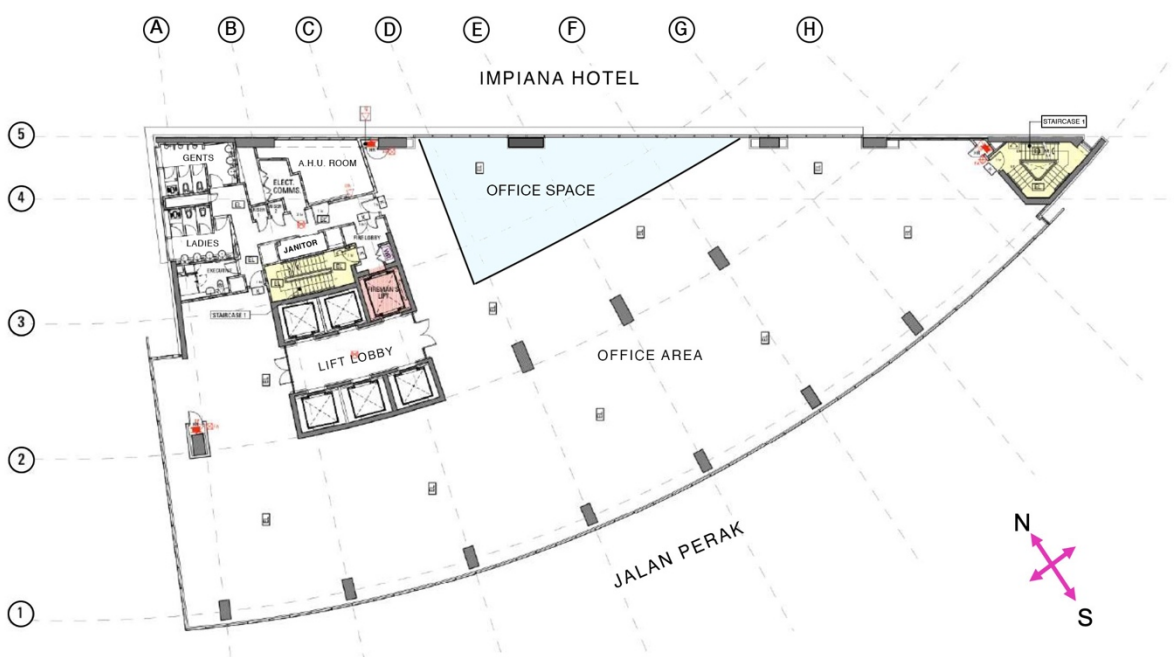 A
B
C
D
E
F
G
H
IMPIANA HOTEL
5
STAIRCASE 1
GENTS
A.H.U. ROOM
ELECT.
COMMS.
OFFICE SPACE
4
LADIES
JANITOR
LOBBY
FIREMAN'S
LIFT
STAIRCASE 1
3
LIFT LOBBY
OFFICE AREA
2
JALAN PERAK
N
S
1